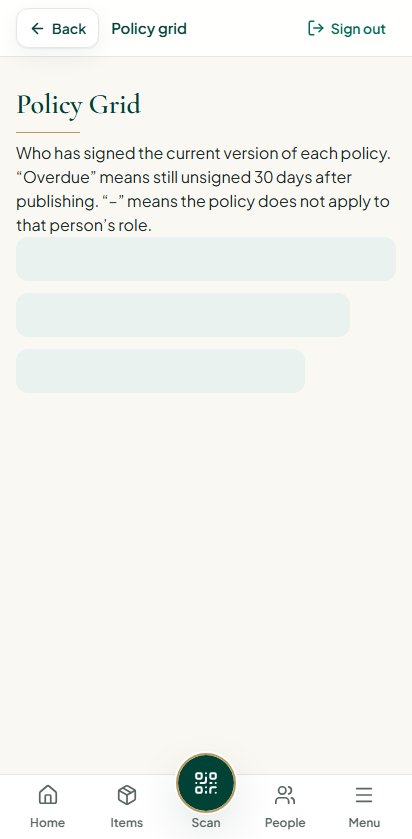 Back
Policy grid
Sign out
Policy Grid
Who has signed the current version of each policy.
“Overdue” means still unsigned 30 days after
publishing. “–” means the policy does not apply to
that person’s role.
Home
Items
Scan
People
Menu